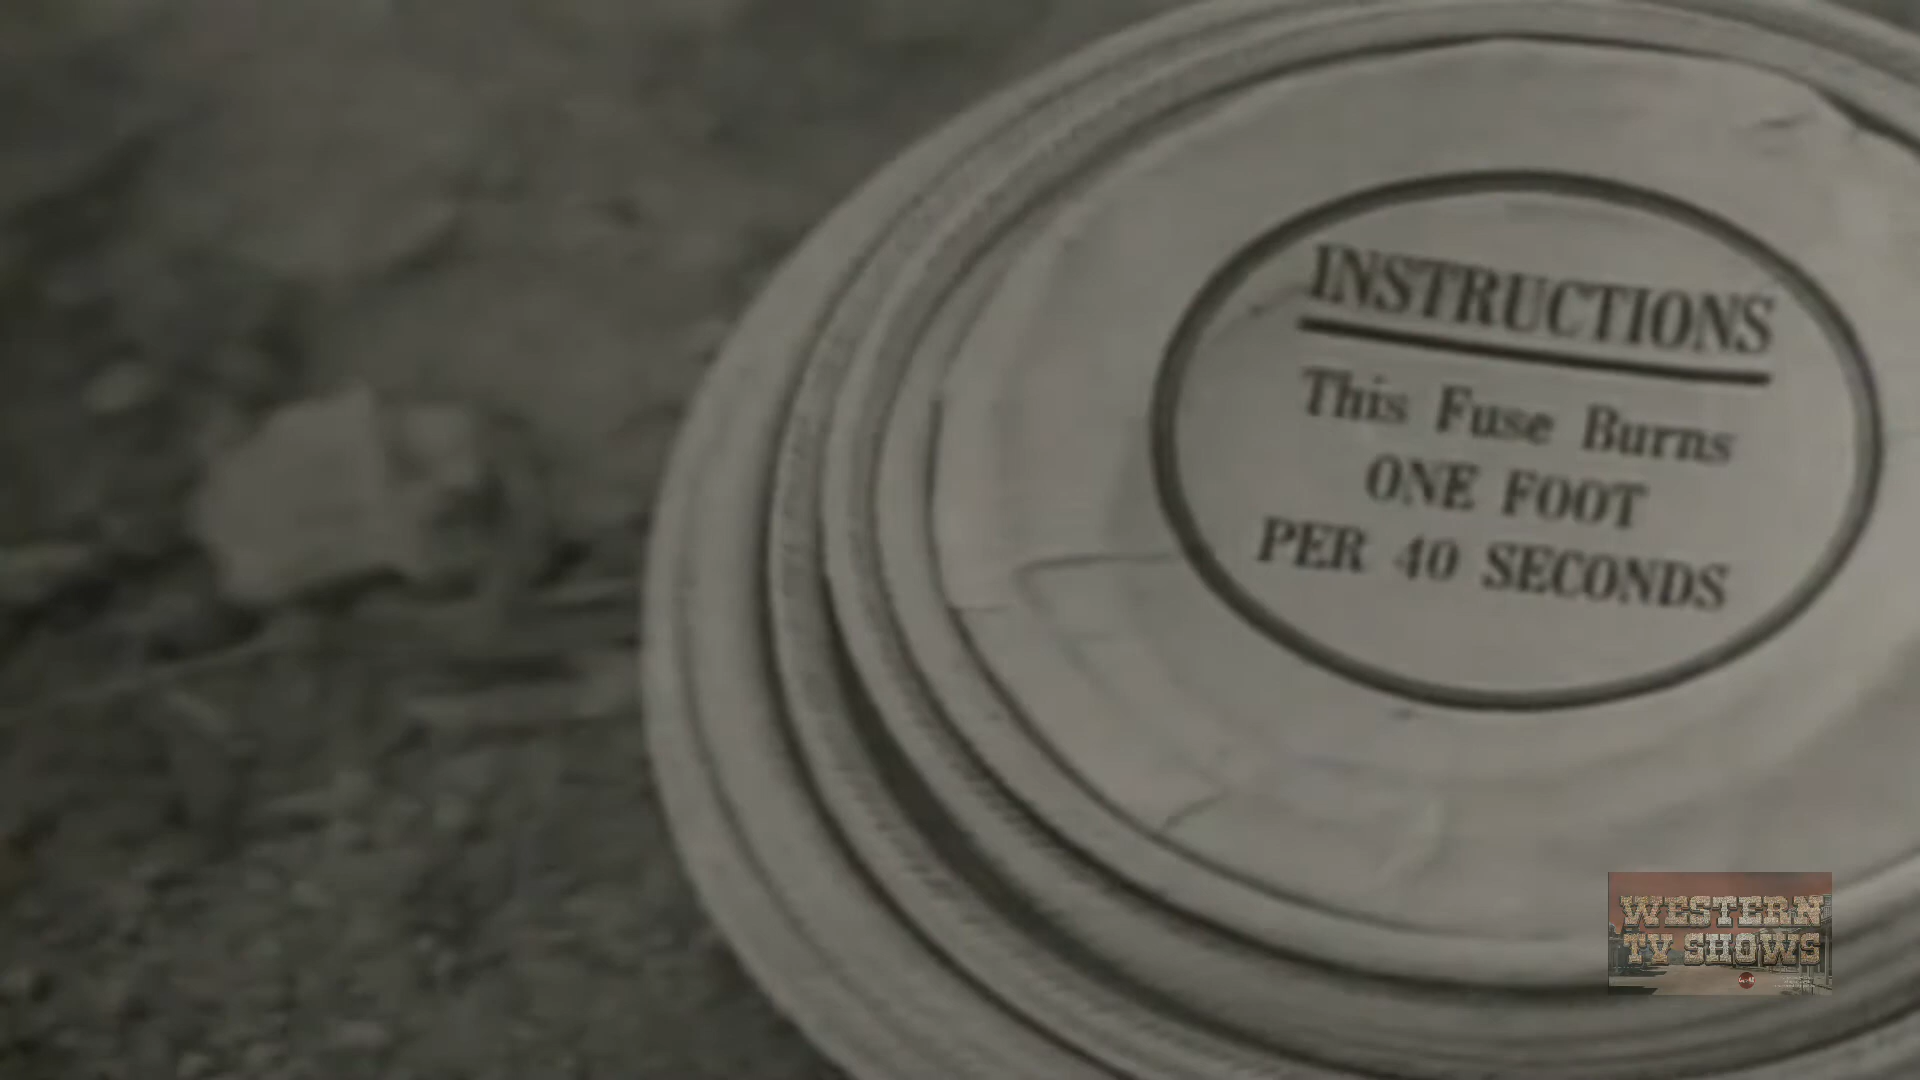 INSTRUCTIONS
This Fuse Burns
ONE FOOT
PER 40 SECONDS
WESTERN
TV SHOWS